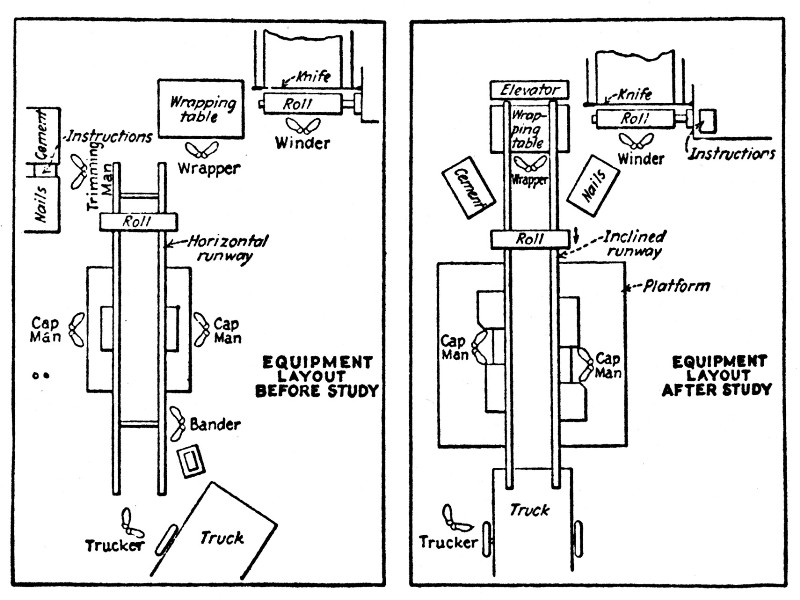 Knife
Roll
Winder
Wrapping
table
Wrapper
Cement
Instructions
Nails
Trimming
Man
Roll
Horizontal
runway
Cap
Man
Cap
Man
EQUIPMENT
LAYOUT
BEFORE STUDY
Bander
Trucker
Truck
Elevator
Wrap-
ping
table
Wrapper
Knife
Roll
Winder
Instructions
Cement
Nails
Roll
Inclined
runway
Platform
Cap
Man
Cap
Man
EQUIPMENT
LAYOUT
AFTER STUDY
Truck
Trucker